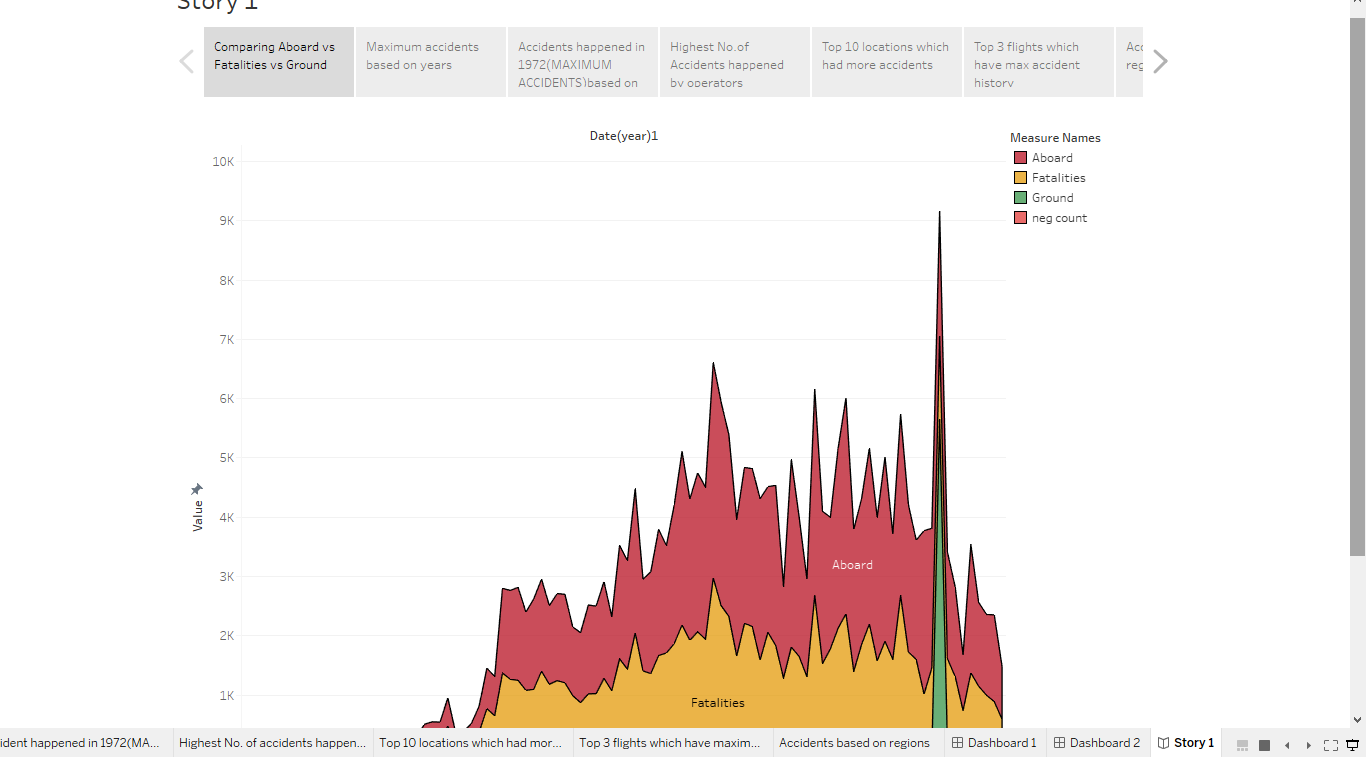 Story 1
Comparing Aboard vs
Fatalities vs Ground
Maximum accidents
based on years
Accidents happened in
1972(MAXIMUM
ACCIDENTS)based on
Highest No.of
Accidents happened
by operators
Top 10 locations which
had more accidents
Top 3 flights which
have max accident
history
Acc
reg
Date(year)1
Measure Names
Aboard
Fatalities
Ground
neg count
10K
9K
8K
7K
6K
5K
4K
3K
2K
1K
Value
Aboard
Fatalities
ident happened in 1972(MA...
Highest No. of accidents happen...
Top 10 locations which had mor...
Top 3 flights which have maxim...
Accidents based on regions
Dashboard 1
Dashboard 2
Story 1